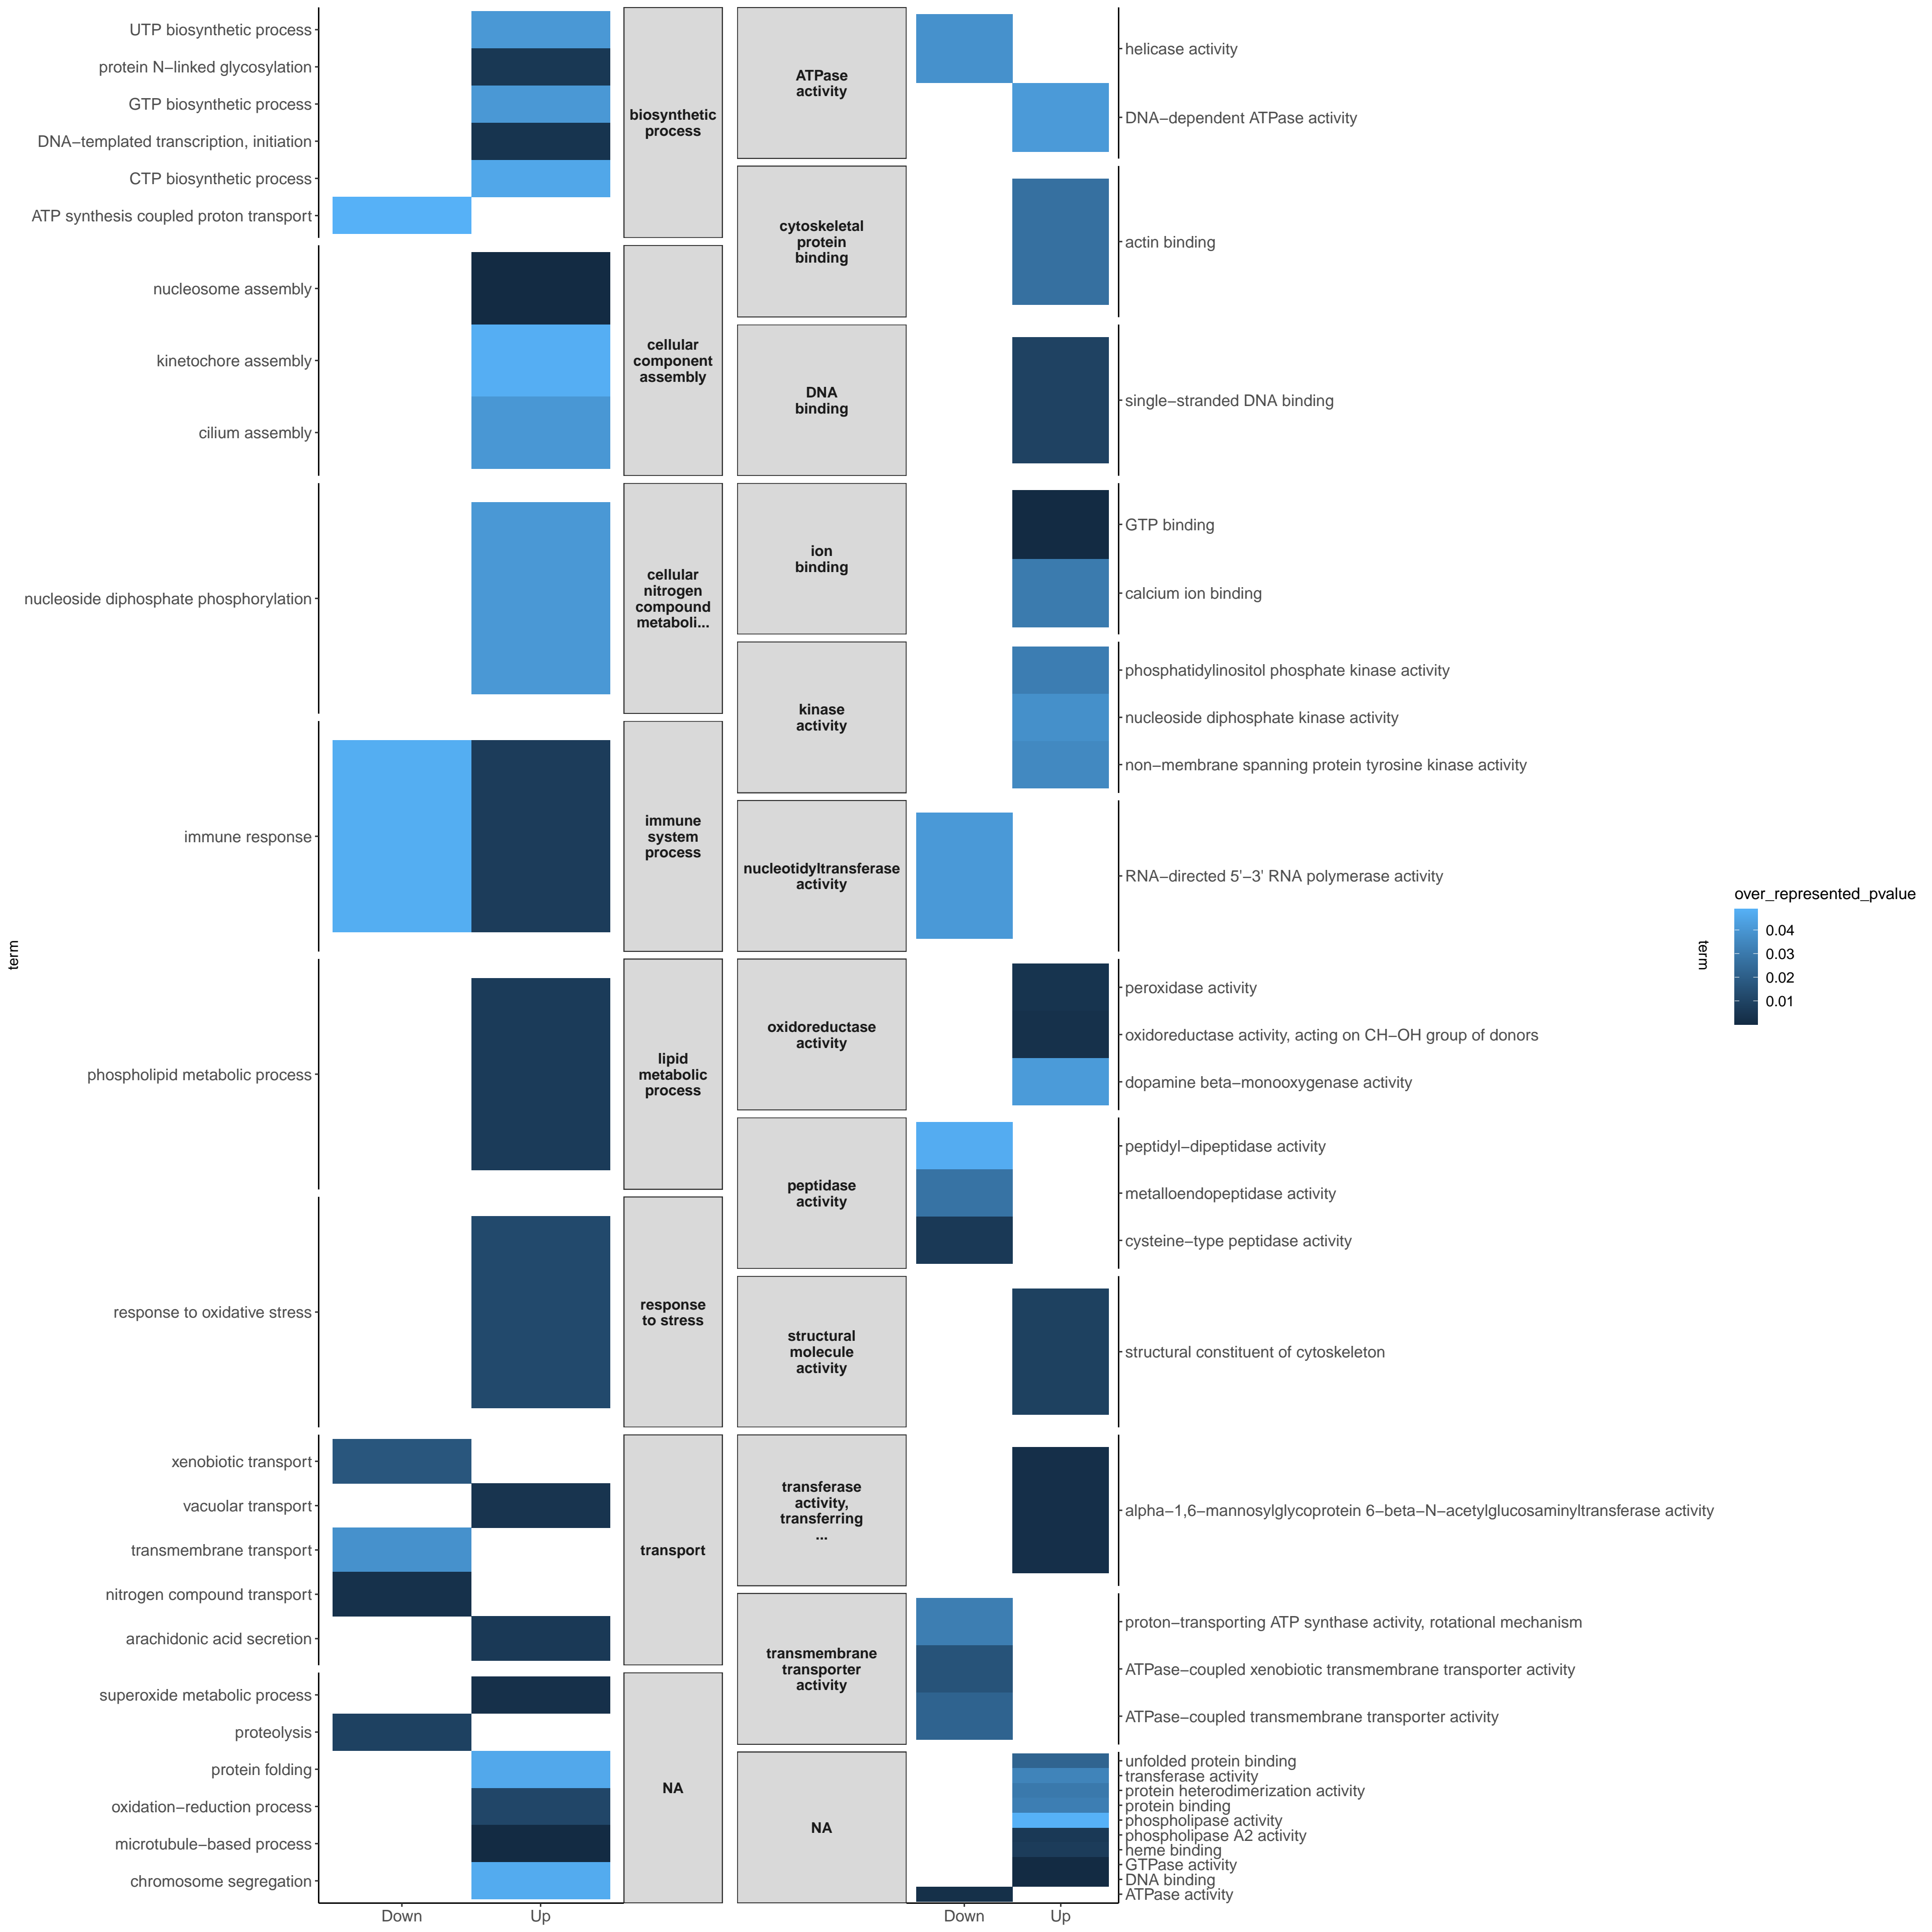 UTP biosynthetic process
protein N−linked glycosylation
GTP biosynthetic process
DNA−templated transcription, initiation
CTP biosynthetic process
ATP synthesis coupled proton transport
nucleosome assembly
kinetochore assembly
cilium assembly
nucleoside diphosphate phosphorylation
immune response
phospholipid metabolic process
response to oxidative stress
xenobiotic transport
vacuolar transport
transmembrane transport
nitrogen compound transport
arachidonic acid secretion
superoxide metabolic process
proteolysis
protein folding
oxidation−reduction process
microtubule−based process
chromosome segregation
term
Down
Up
biosynthetic
process
cellular
component
assembly
cellular
nitrogen
compound
metaboli...
immune
system
process
lipid
metabolic
process
response
to stress
transport
NA
ATPase
activity
cytoskeletal
protein
binding
DNA
binding
ion
binding
kinase
activity
nucleotidyltransferase
activity
oxidoreductase
activity
peptidase
activity
structural
molecule
activity
transferase
activity,
transferring
...
transmembrane
transporter
activity
NA
Down
Up
helicase activity
DNA−dependent ATPase activity
actin binding
single−stranded DNA binding
GTP binding
calcium ion binding
phosphatidylinositol phosphate kinase activity
nucleoside diphosphate kinase activity
non−membrane spanning protein tyrosine kinase activity
RNA−directed 5'−3' RNA polymerase activity
peroxidase activity
oxidoreductase activity, acting on CH−OH group of donors
dopamine beta−monooxygenase activity
peptidyl−dipeptidase activity
metalloendopeptidase activity
cysteine−type peptidase activity
structural constituent of cytoskeleton
alpha−1,6−mannosylglycoprotein 6−beta−N−acetylglucosaminyltransferase activity
proton−transporting ATP synthase activity, rotational mechanism
ATPase−coupled xenobiotic transmembrane transporter activity
ATPase−coupled transmembrane transporter activity
unfolded protein binding
transferase activity
protein heterodimerization activity
protein binding
phospholipase activity
phospholipase A2 activity
heme binding
GTPase activity
DNA binding
ATPase activity
term
over_represented_pvalue
0.04
0.03
0.02
0.01